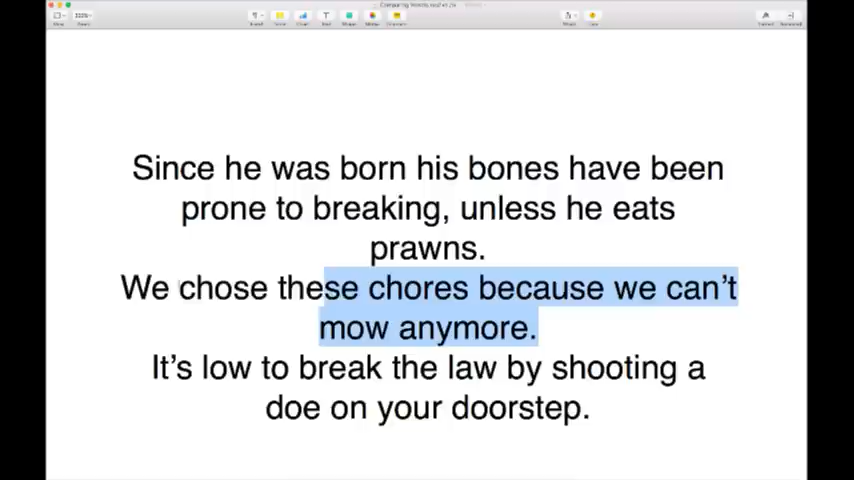 Since he was born his bones have been
prone to breaking, unless he eats
prawns.
We chose these chores because we can't
mow anymore.
It's low to break the law by shooting a
doe on your doorstep.